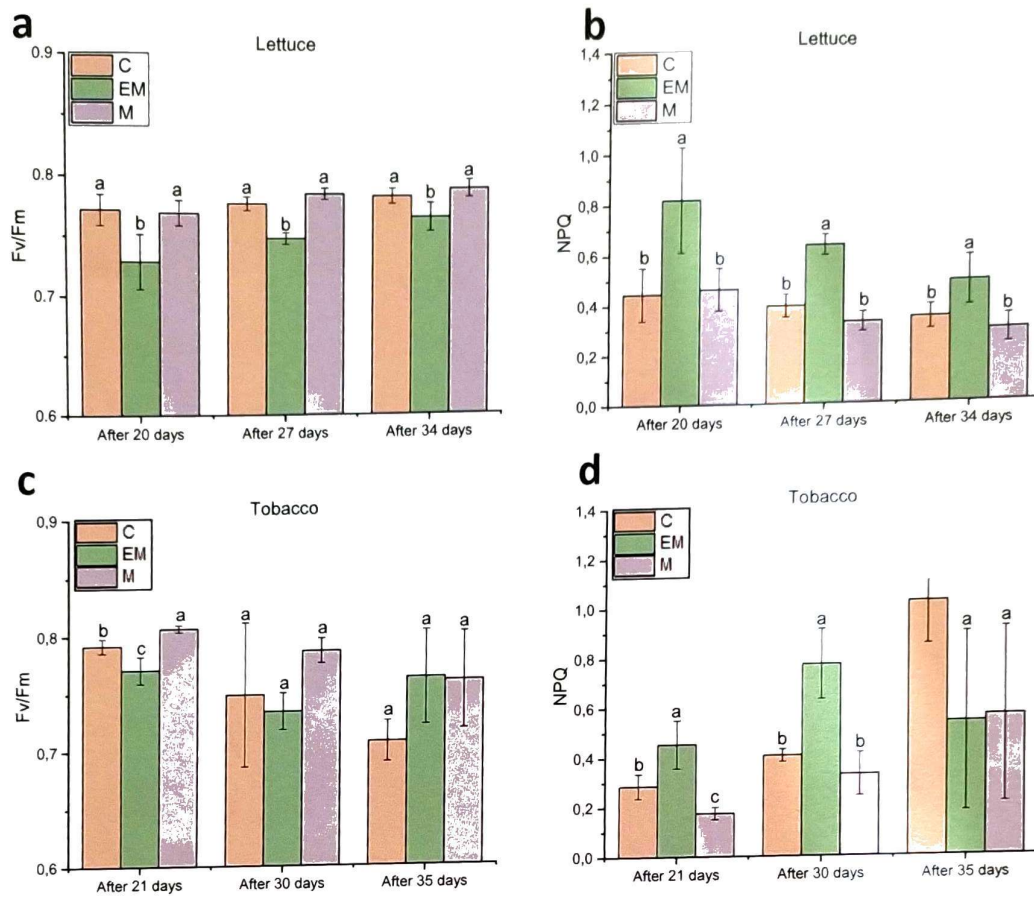 a
Lettuce
C
EM
M
Fv/Fm
0,9
0,8
0,7
0,6
a
b
a
a
b
a
a
b
a
After 20 days
After 27 days
After 34 days
b
Lettuce
C
EM
M
NPQ
1,4
1,2
1,0
0,8
0,6
0,4
0,2
0,0
b
a
b
b
a
b
b
a
b
After 20 days
After 27 days
After 34 days
c
Tobacco
C
EM
M
Fv/Fm
0,9
0,8
0,7
0,6
b
c
a
a
a
a
a
a
a
After 21 days
After 30 days
After 35 days
d
Tobacco
C
EM
M
NPQ
1,4
1,2
1,0
0,8
0,6
0,4
0,2
0,0
b
a
c
b
a
b
a
a
After 21 days
After 30 days
After 35 days